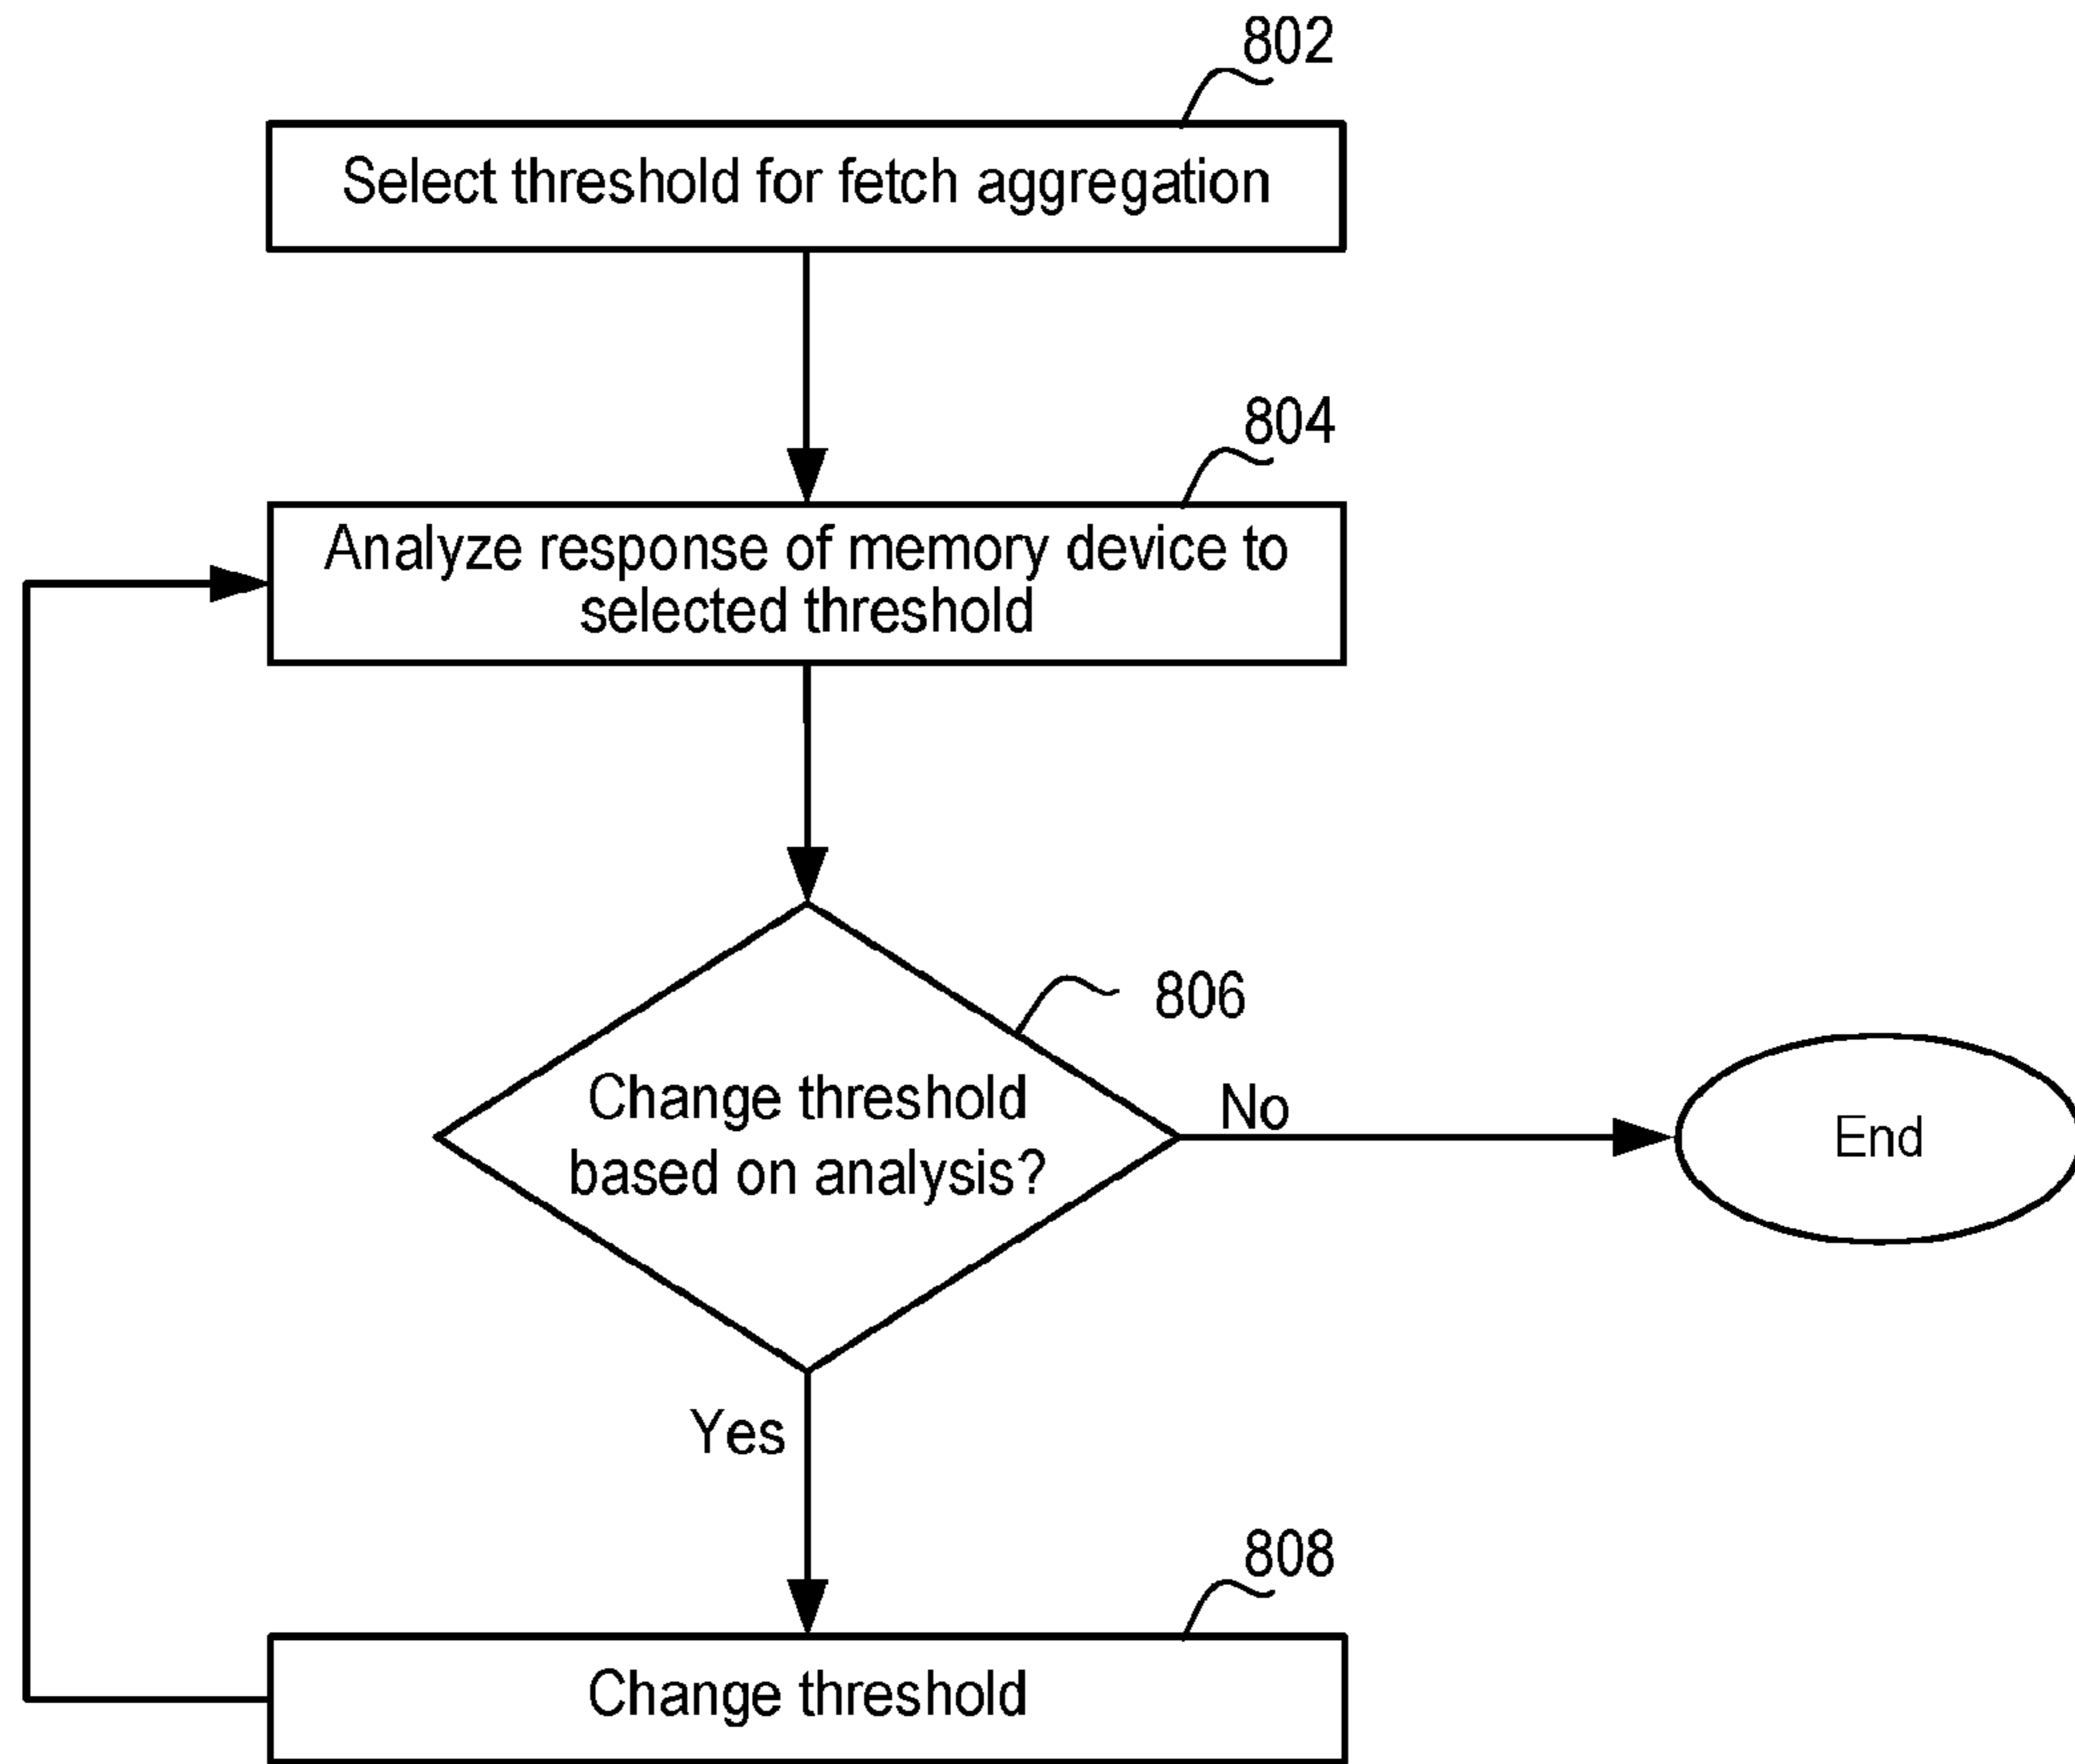 802
Select threshold for fetch aggregation
804
Analyze response of memory device to
selected threshold
806
Change threshold
based on analysis?
No
End
Yes
808
Change threshold